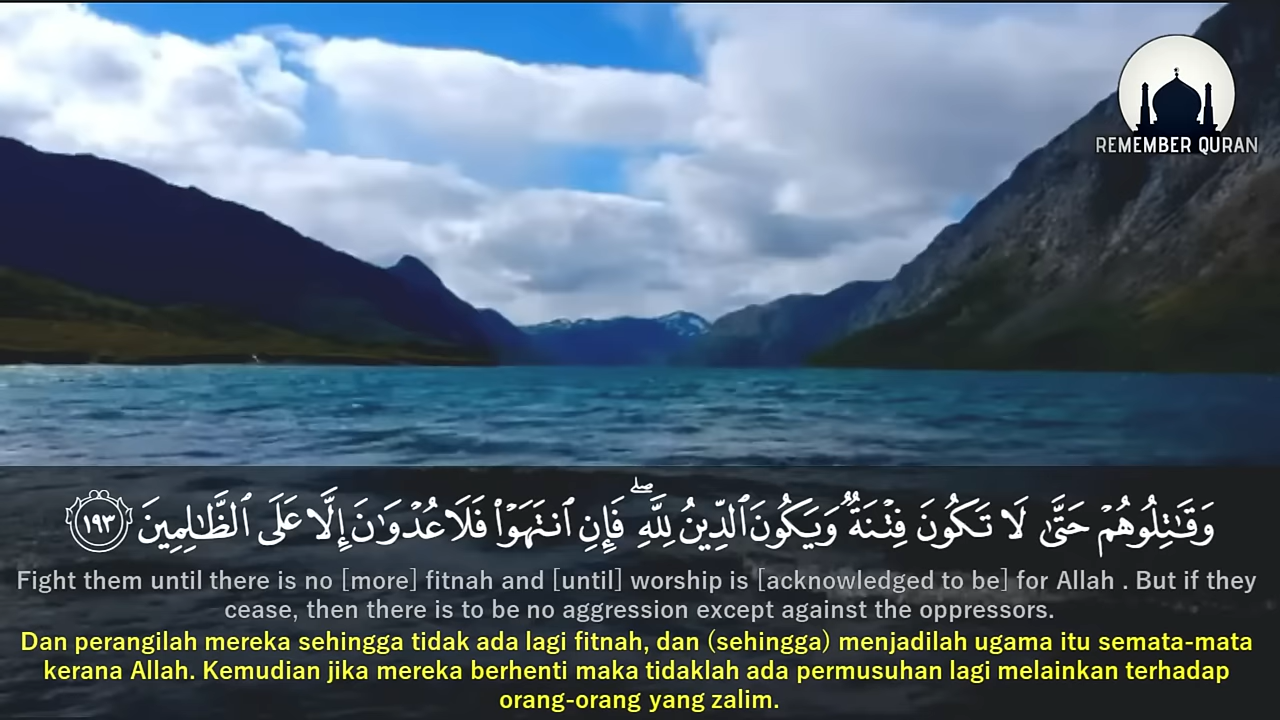 REMEMBER QURAN
وَقَٰتِلُوهُمْ حَتَّىٰ لَا تَكُونَ فِتْنَةٌ وَيَكُونَ ٱلدِّينُ لِلَّهِ ۖ فَإِنِ ٱنتَهَوْا۟ فَلَا عُدْوَٰنَ إِلَّا عَلَى ٱلظَّٰلِمِينَ ١٩٣
Fight them until there is no [more] fitnah and [until] worship is [acknowledged to be] for Allah . But if they
cease, then there is to be no aggression except against the oppressors.
Dan perangilah mereka sehingga tidak ada lagi fitnah, dan (sehingga) menjadilah ugama itu semata-mata
kerana Allah. Kemudian jika mereka berhenti maka tidaklah ada permusuhan lagi melainkan terhadap
orang-orang yang zalim.